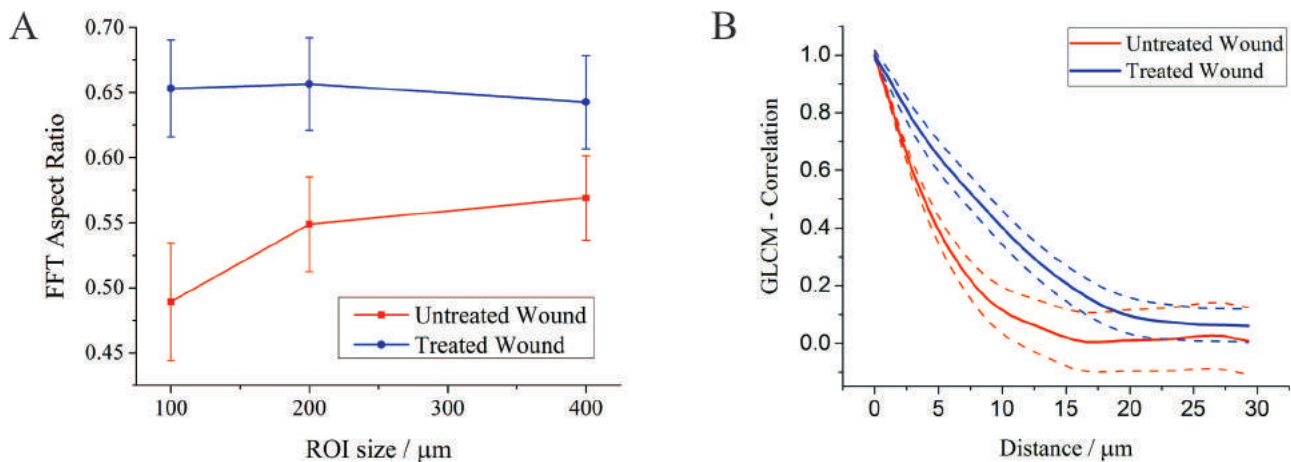 A
FFT Aspect Ratio
0.70
0.65
0.60
0.55
0.50
0.45
100
200
300
400
ROI size / μm
Untreated Wound
Treated Wound
B
GLCM - Correlation
1.0
0.8
0.6
0.4
0.2
0.0
0
5
10
15
20
25
30
Distance / μm
Untreated Wound
Treated Wound